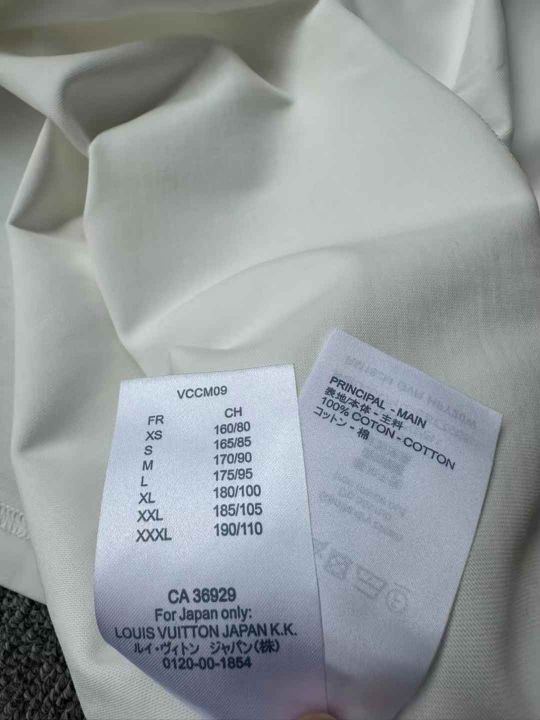 VCCM09
FR CH
XS 160/80
S 165/85
M 170/90
L 175/95
XL 180/100
XXL 185/105
XXXL 190/110
CA 36929
For Japan only:
LOUIS VUITTON JAPAN K.K.
ルイ・ヴィトン ジャパン(株)
0120-00-1854
PRINCIPAL - MAIN
表地/本体 - 主料
100% COTON - COTTON
コットン - 棉